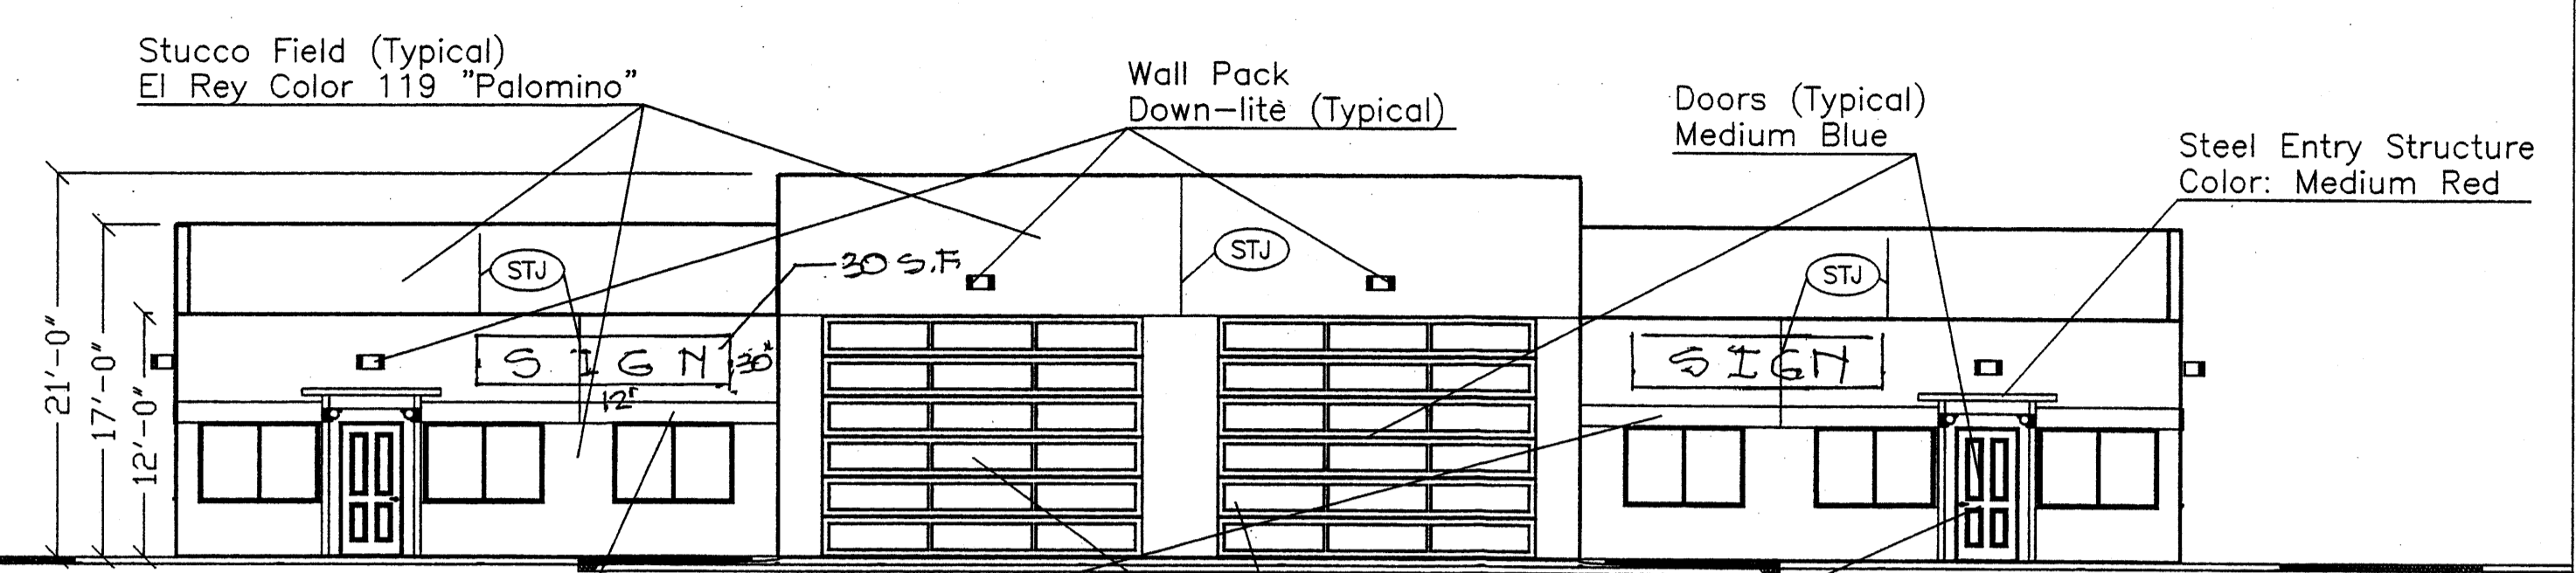 Stucco Field (Typical)
El Rey Color 119 "Palomino"
Wall Pack
Down-lite (Typical)
Doors (Typical)
Medium Blue
Steel Entry Structure
Color: Medium Red
STJ
30 S.F.
STJ
STJ
21'-0"
17'-0"
12'-0"
SIGN
30"
12'
SIGN